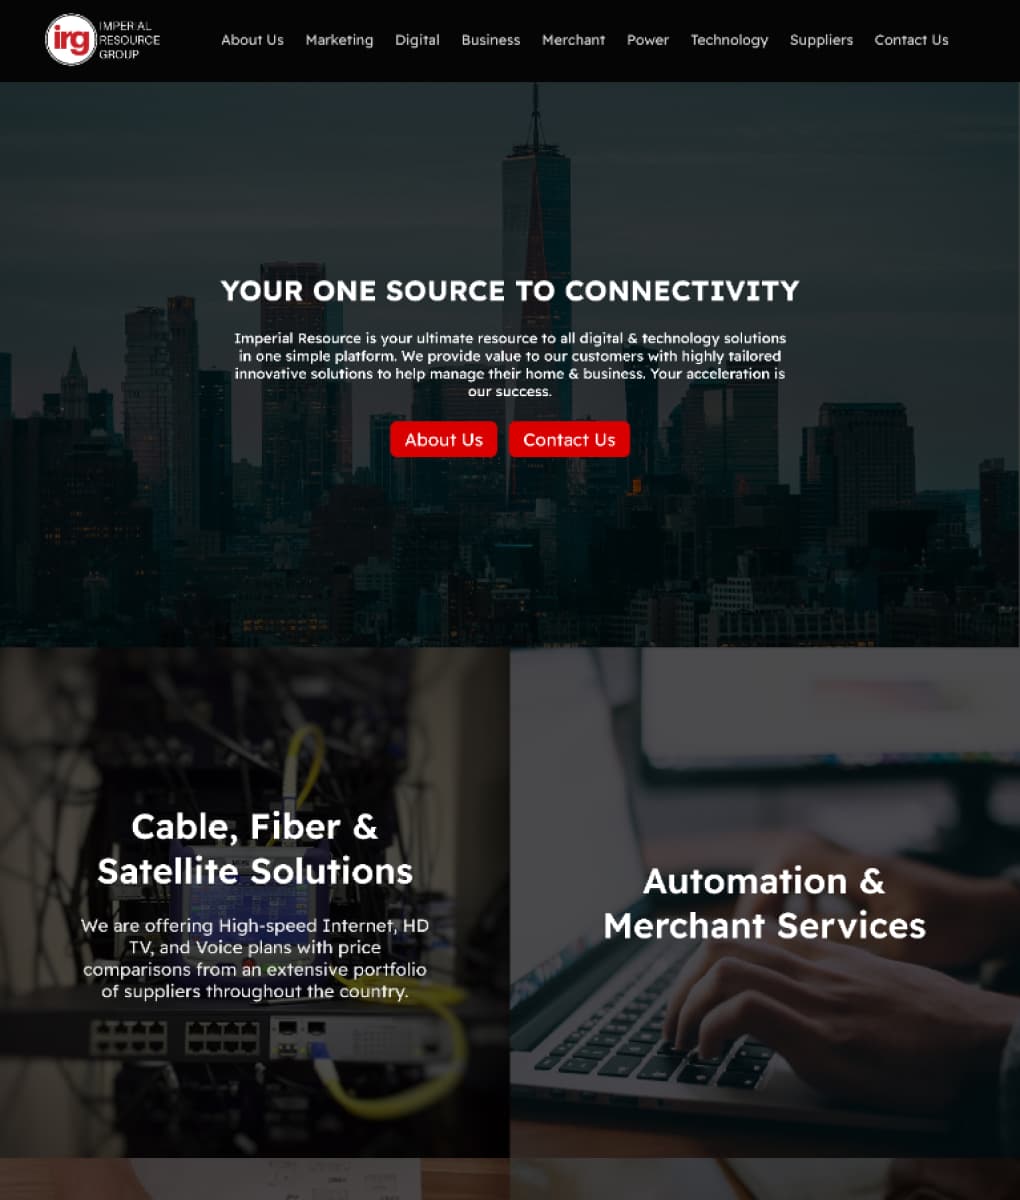 irg
IMPERIAL
RESOURCE
GROUP
About Us Marketing Digital Business Merchant Power Technology Suppliers Contact Us
YOUR ONE SOURCE TO CONNECTIVITY
Imperial Resource is your ultimate resource to all digital & technology solutions
in one simple platform. We provide value to our customers with highly tailored
innovative solutions to help manage their home & business. Your acceleration is
our success.
About Us Contact Us
Cable, Fiber &
Satellite Solutions
We are offering High-speed Internet, HD
TV, and Voice plans with price
comparisons from an extensive portfolio
of suppliers throughout the country.
Automation &
Merchant Services